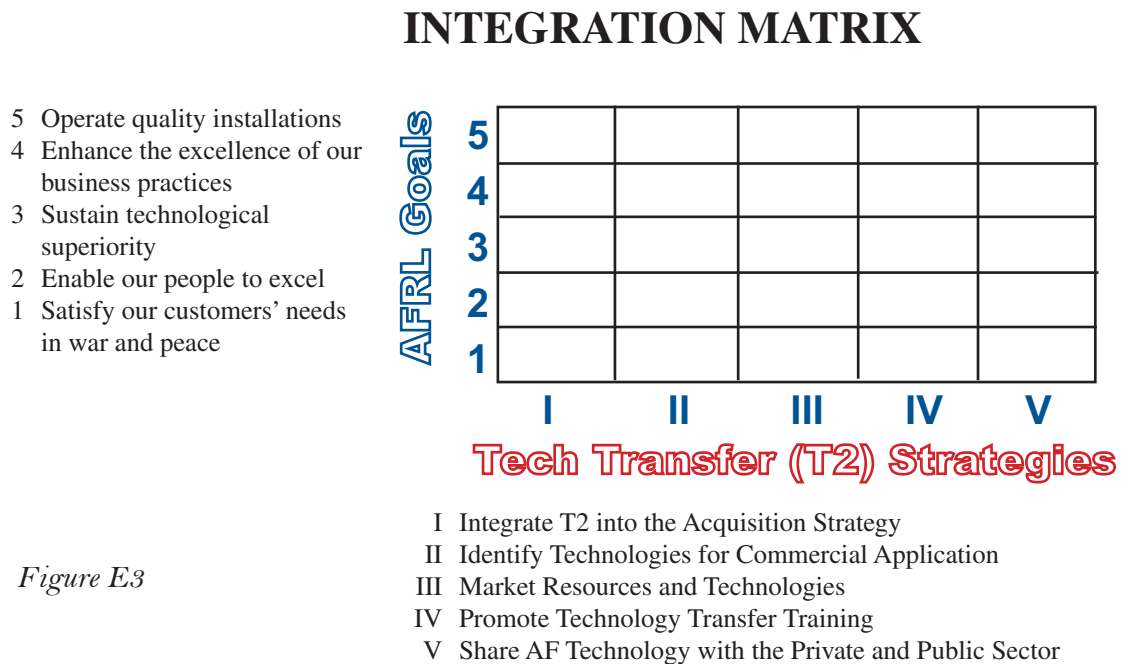 INTEGRATION MATRIX
5 Operate quality installations
4 Enhance the excellence of our
business practices
3 Sustain technological
superiority
2 Enable our people to excel
1 Satisfy our customers’ needs
in war and peace
AFRL Goals
5
4
3
2
1
I II III IV V
Tech Transfer (T2) Strategies
I Integrate T2 into the Acquisition Strategy
II Identify Technologies for Commercial Application
III Market Resources and Technologies
IV Promote Technology Transfer Training
V Share AF Technology with the Private and Public Sector
Figure E3